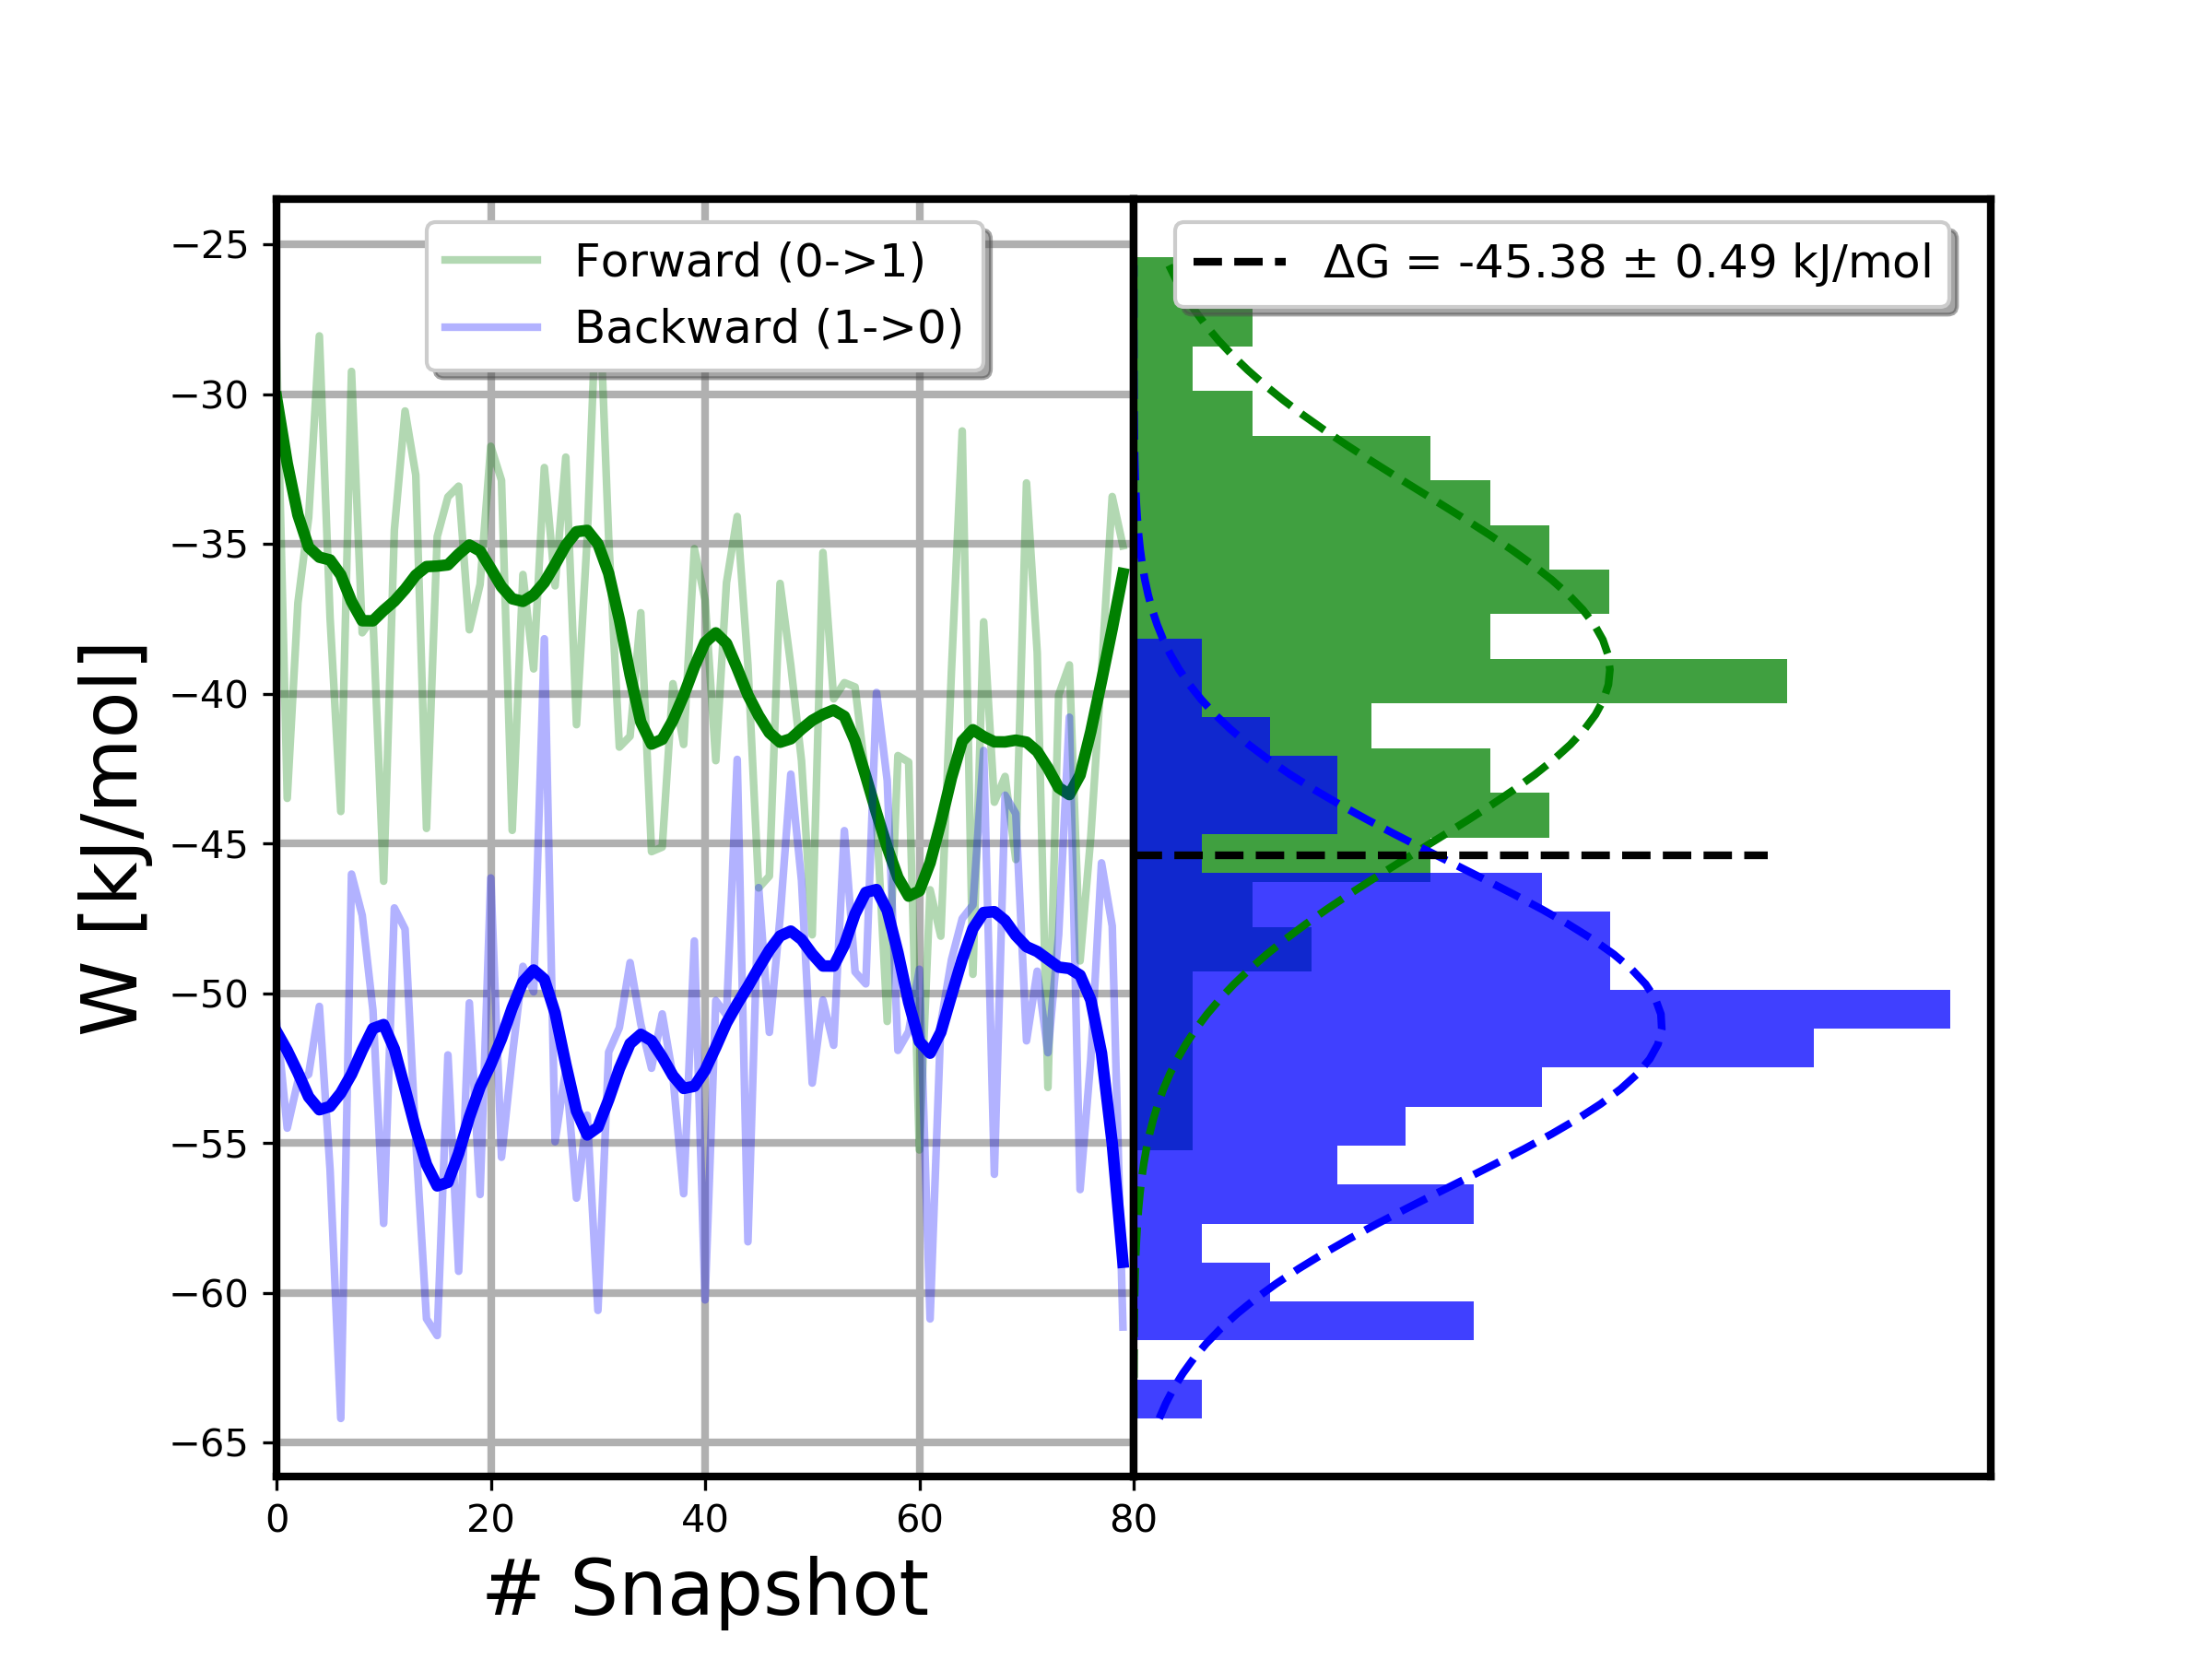 Forward (0->1)
Backward (1->0)
ΔG = -45.38 ± 0.49 kJ/mol
W [kJ/mol]
−25
−30
−35
−40
−45
−50
−55
−60
−65
0 20 40 60 80
# Snapshot